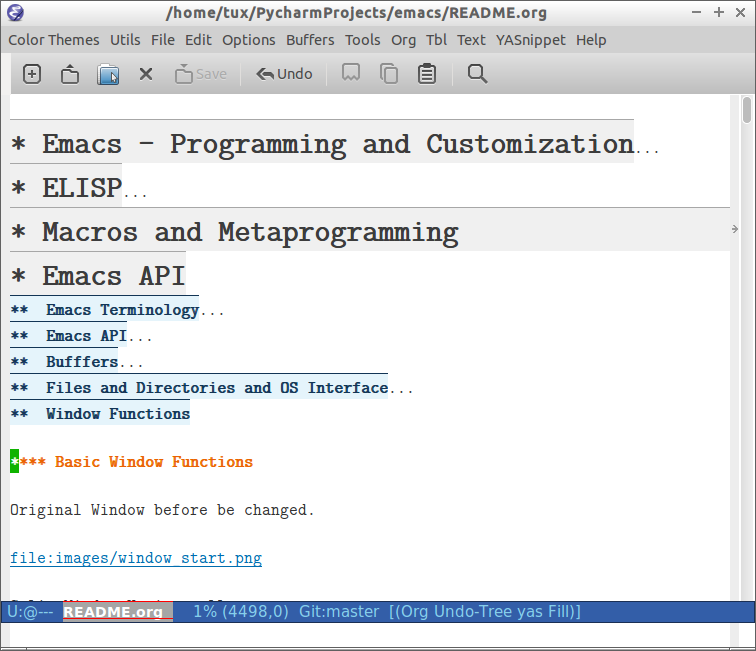 /home/tux/PycharmProjects/emacs/README.org
Color Themes Utils File Edit Options Buffers Tools Org Tbl Text YASnippet Help
Save Undo
* Emacs - Programming and Customization...
* ELISP...
* Macros and Metaprogramming
* Emacs API
** Emacs Terminology...
** Emacs API...
** Bufffers...
** Files and Directories and OS Interface...
** Window Functions
**** Basic Window Functions
Original Window before be changed.
file:images/window_start.png
U:@--- README.org 1% (4498,0) Git:master [(Org Undo-Tree yas Fill)]